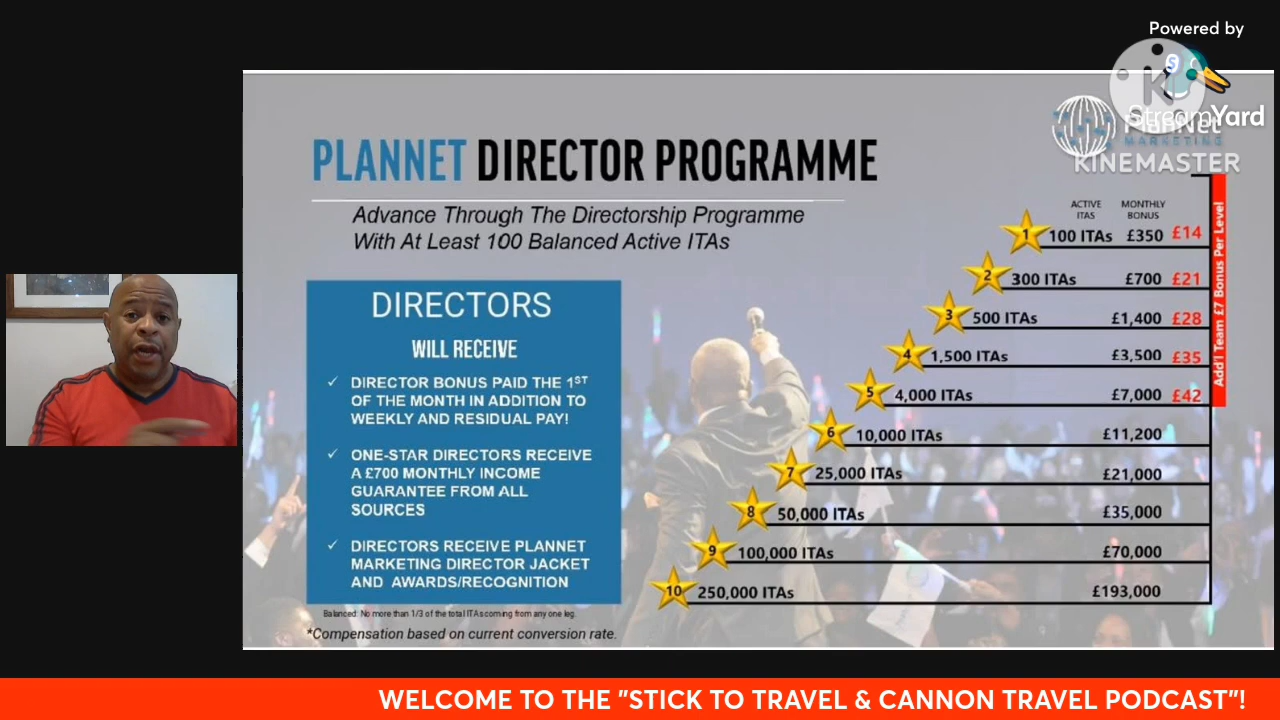 Powered by
StreamYard
PlanNet
MARKETING
K
KINEMASTER
PLANNET DIRECTOR PROGRAMME
Advance Through The Directorship Programme
With At Least 100 Balanced Active ITAs
DIRECTORS
WILL RECEIVE
✓ DIRECTOR BONUS PAID THE 1ST
OF THE MONTH IN ADDITION TO
WEEKLY AND RESIDUAL PAY!
✓ ONE-STAR DIRECTORS RECEIVE
A £700 MONTHLY INCOME
GUARANTEE FROM ALL
SOURCES
✓ DIRECTORS RECEIVE PLANNET
MARKETING DIRECTOR JACKET
AND AWARDS/RECOGNITION
Balanced: No more than 1/3 of the total ITAs coming from any one leg.
*Compensation based on current conversion rate.
ACTIVE MONTHLY
ITAS BONUS
1 100 ITAs £350 £14
2 300 ITAs £700 £21
3 500 ITAs £1,400 £28
4 1,500 ITAs £3,500 £35
5 4,000 ITAs £7,000 £42
6 10,000 ITAs £11,200
7 25,000 ITAs £21,000
8 50,000 ITAs £35,000
9 100,000 ITAs £70,000
10 250,000 ITAs £193,000
Add'l Team £7 Bonus Per Level
WELCOME TO THE "STICK TO TRAVEL & CANNON TRAVEL PODCAST"!